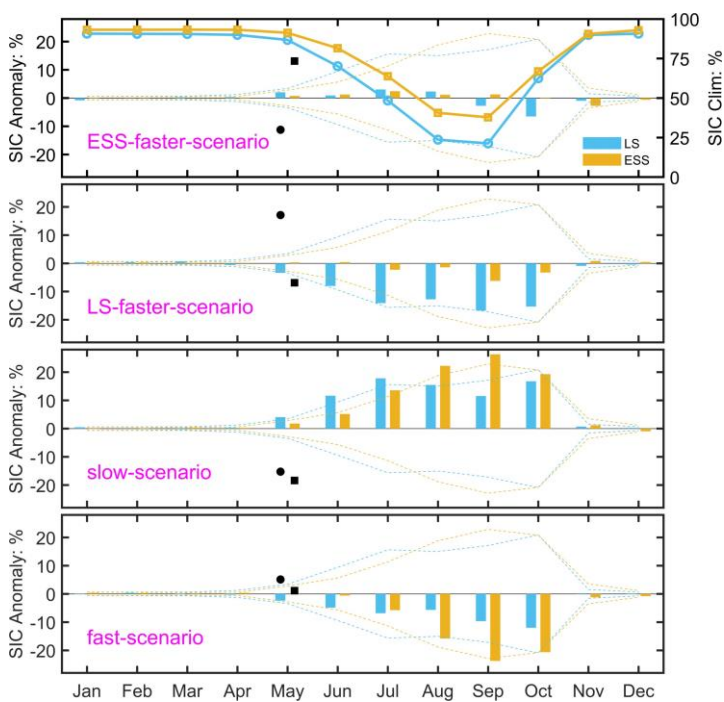 SIC Anomaly: %
20
10
0
-10
-20
100
75
50
25
0
SIC Clim: %
ESS-faster-scenario
LS
ESS
SIC Anomaly: %
20
10
0
-10
-20
LS-faster-scenario
SIC Anomaly: %
20
10
0
-10
-20
slow-scenario
SIC Anomaly: %
20
10
0
-10
-20
fast-scenario
Jan Feb Mar Apr May Jun Jul Aug Sep Oct Nov Dec